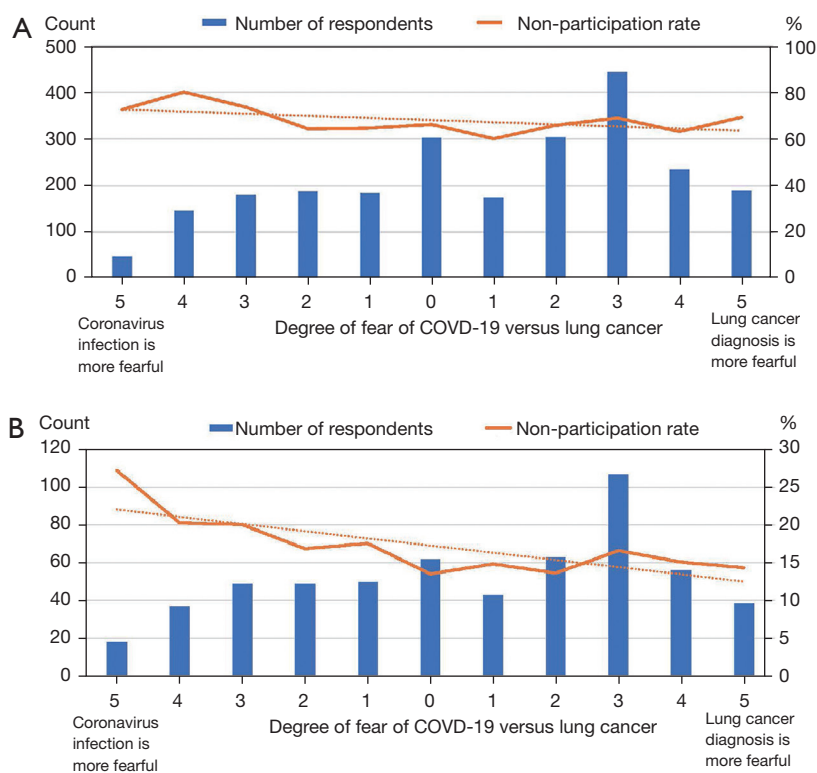 A
Count
Number of respondents
Non-participation rate
%
500
100
400
80
300
60
200
40
100
20
0
0
5 4 3 2 1 0 1 2 3 4 5
Coronavirus
infection is
more fearful
Degree of fear of COVD-19 versus lung cancer
Lung cancer
diagnosis is
more fearful
B
Count
Number of respondents
Non-participation rate
%
120
30
100
25
80
20
60
15
40
10
20
5
0
0
5 4 3 2 1 0 1 2 3 4 5
Coronavirus
infection is
more fearful
Degree of fear of COVD-19 versus lung cancer
Lung cancer
diagnosis is
more fearful